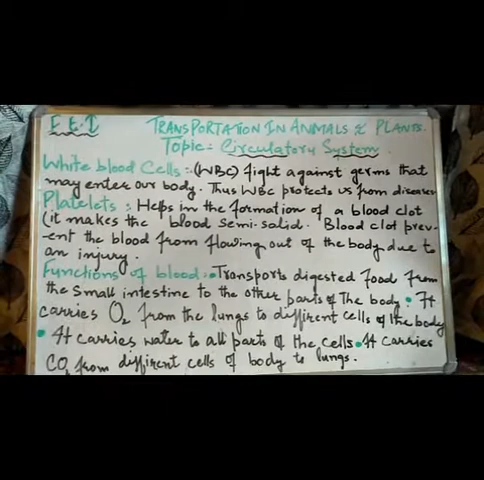 TRANSPORTATION IN ANIMALS & PLANTS.
Topic: Circulatory System
White blood Cells :- (WBC) fight against germs that
may enter our body. Thus WBC protects us from diseases
Platelets : Helps in the formation of a blood clot
(it makes the blood semi-solid. Blood clot prev-
ent the blood from flowing out of the body due to
an injury.
Functions of blood :• Transports digested food from
the small intestine to the other parts of The body • It
carries O2 from the lungs to diffirent cells of the body
• It carries water to all parts of the cells • It carries
CO2 from diffirent cells of body to lungs.